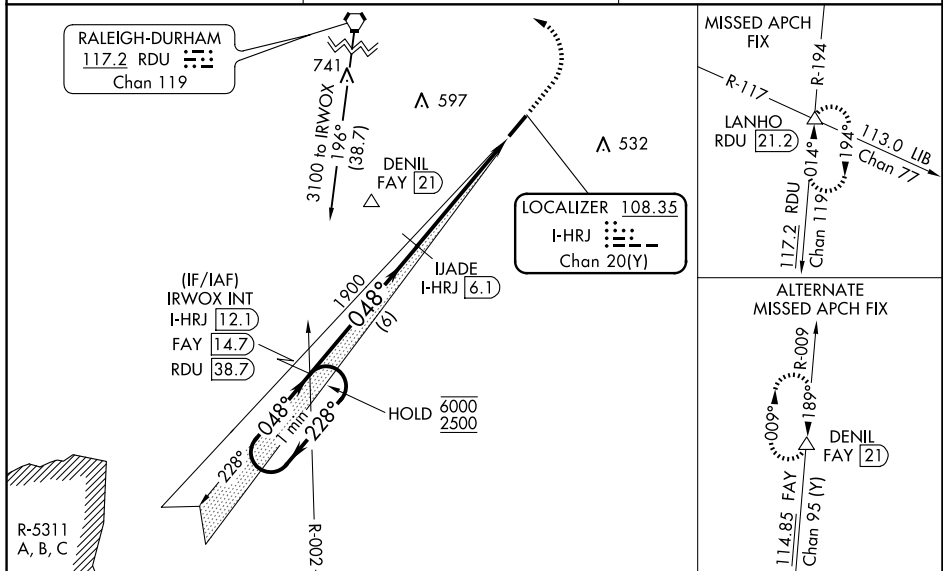 RALEIGH-DURHAM
117.2 RDU
Chan 119
741
597
532
3100 to IRWOX
196°
(38.7)
DENIL
FAY 21
LOCALIZER 108.35
I-HRJ
Chan 20(Y)
IJADE
I-HRJ 6.1
1900
048°
(6)
(IF/IAF)
IRWOX INT
I-HRJ 12.1
FAY 14.7
RDU 38.7
HOLD 6000
2500
048°
1 min
228°
228°
R-002
R-5311
A, B, C
MISSED APCH
FIX
R-194
R-117
LANHO
RDU 21.2
014°
194°
113.0 LIB
Chan 77
117.2 RDU
Chan 119
ALTERNATE
MISSED APCH FIX
R-009
009°
189°
DENIL
FAY 21
114.85 FAY
Chan 95 (Y)